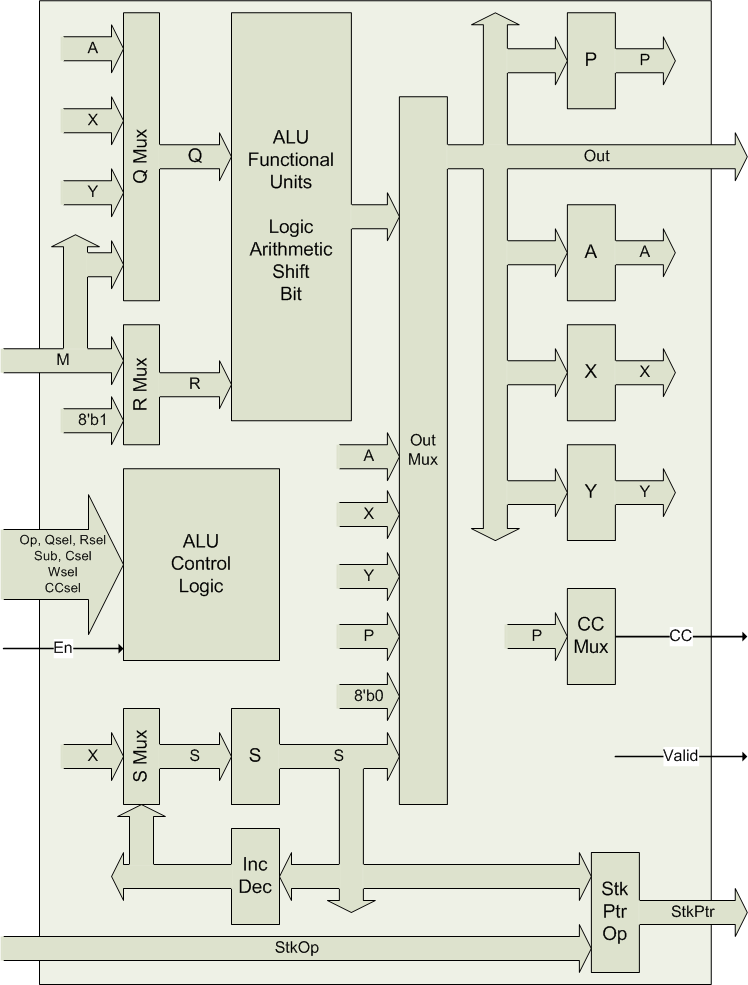 A
X
Y
Q Mux
Q
ALU
Functional
Units
Logic
Arithmetic
Shift
Bit
P
P
Out
A
A
M
R Mux
R
8'b1
X
X
Out
Mux
A
X
Y
P
8'b0
Y
Y
Op, Qsel, Rsel
Sub, Csel
Wsel
CCsel
ALU
Control
Logic
En
P
CC
Mux
CC
X
S Mux
S
S
S
Valid
Inc
Dec
Stk
Ptr
Op
StkPtr
StkOp